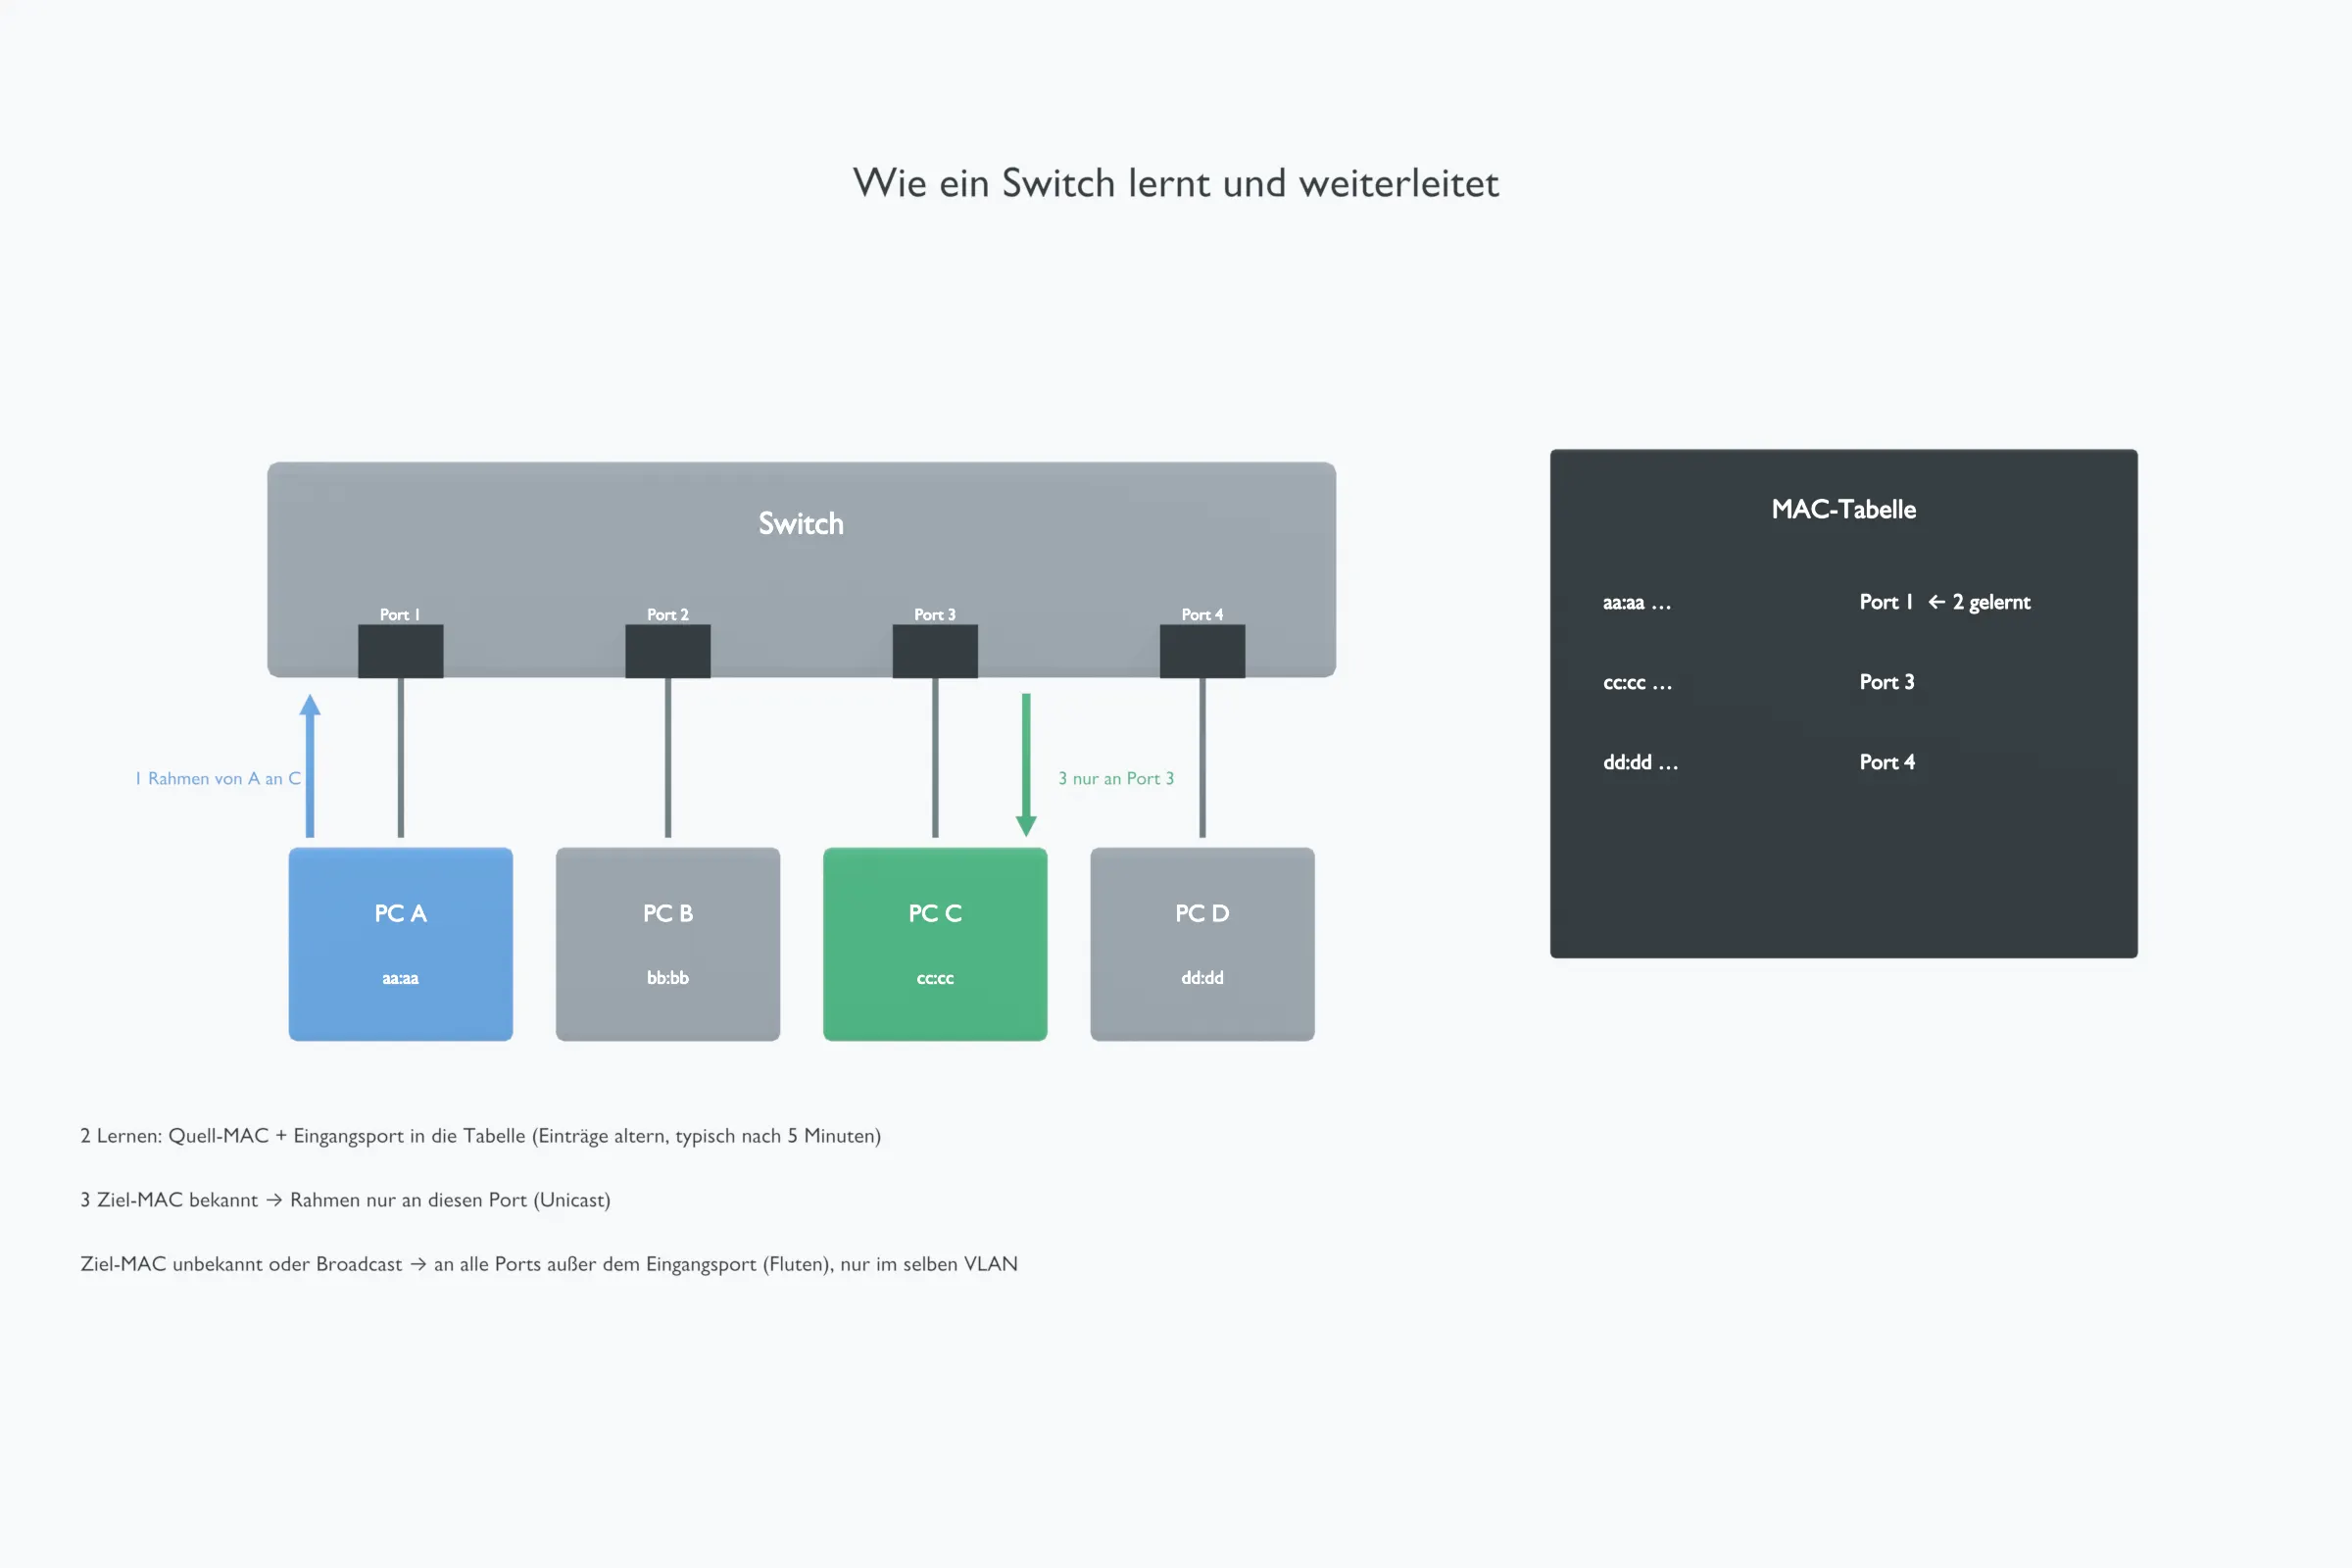 Wie ein Switch lernt und weiterleitet
Switch
Port 1 Port 2 Port 3 Port 4
1 Rahmen von A an C
3 nur an Port 3
PC A PC B PC C PC D
aa:aa bb:bb cc:cc dd:dd
MAC-Tabelle
aa:aa … Port 1 ← 2 gelernt
cc:cc … Port 3
dd:dd … Port 4
2 Lernen: Quell-MAC + Eingangsport in die Tabelle (Einträge altern, typisch nach 5 Minuten)
3 Ziel-MAC bekannt → Rahmen nur an diesen Port (Unicast)
Ziel-MAC unbekannt oder Broadcast → an alle Ports außer dem Eingangsport (Fluten), nur im selben VLAN